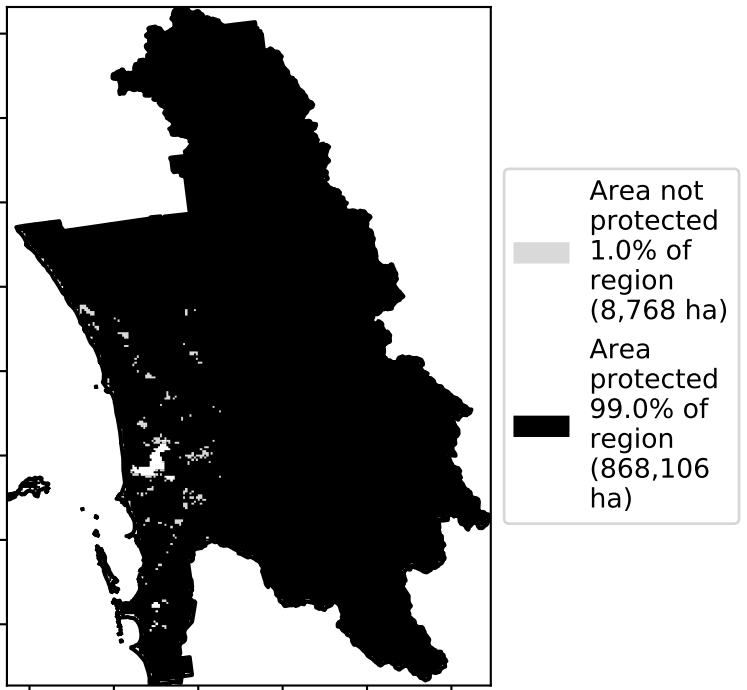 Area not
protected
1.0% of
region
(8,768 ha)
Area
protected
99.0% of
region
(868,106
ha)